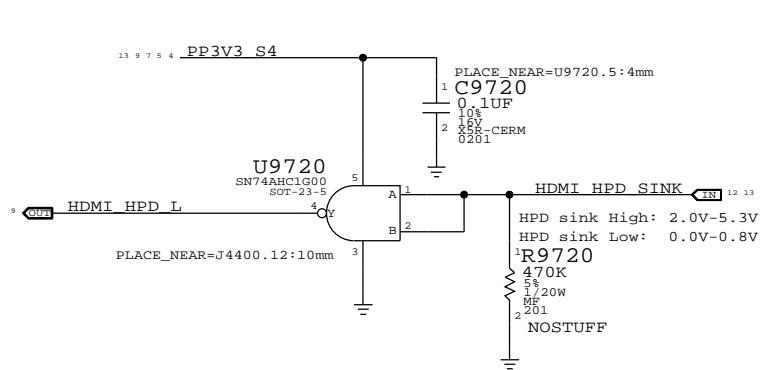 13 9 7 5 4 PP3V3_S4
PLACE_NEAR=U9720.5:4mm
1 C9720
0.1UF
10%
16V
2 X5R-CERM
0201
U9720
SN74AHC1G00
SOT-23-5
5
A 1
HDMI_HPD_SINK IN 12 13
9 OUT HDMI_HPD_L
4 Y
HPD sink High: 2.0V-5.3V
B 2
HPD sink Low: 0.0V-0.8V
PLACE_NEAR=J4400.12:10mm
3
1 R9720
470K
5%
1/20W
MF
2 201
NOSTUFF